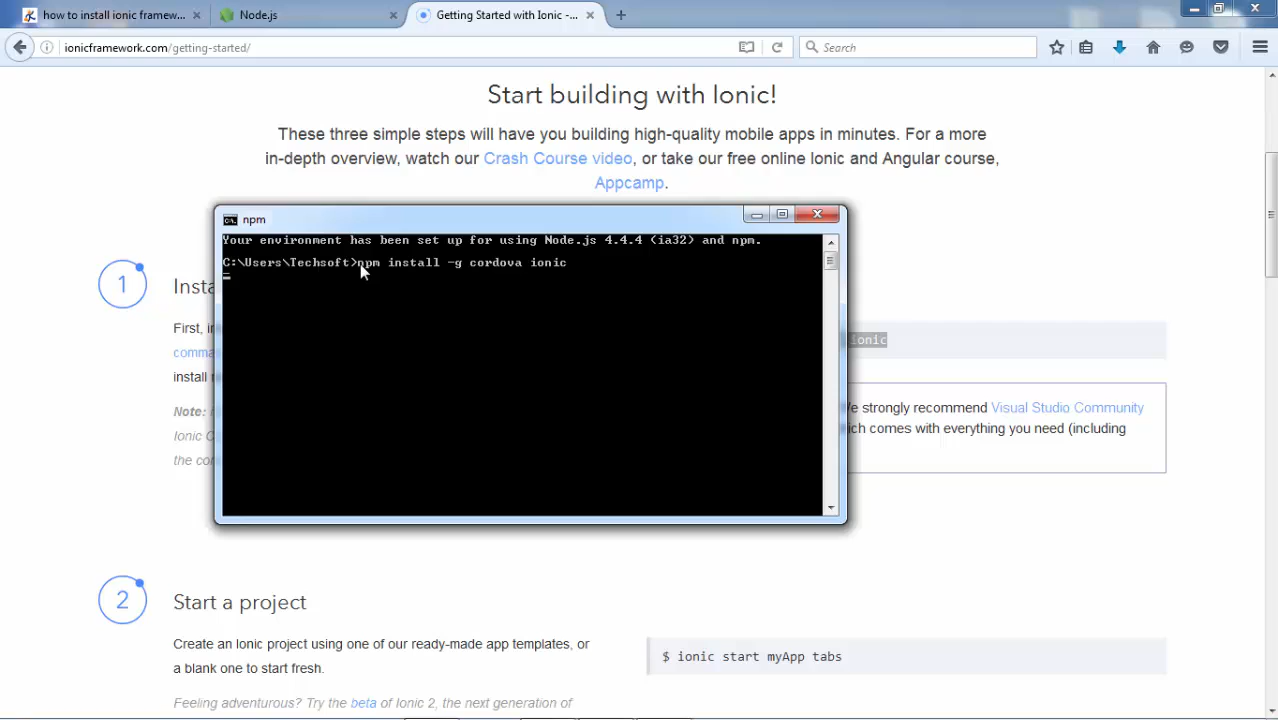 how to install ionic framew...
Node.js
Getting Started with Ionic -...
ionicframework.com/getting-started/
Search
Start building with Ionic!
These three simple steps will have you building high-quality mobile apps in minutes. For a more
in-depth overview, watch our Crash Course video, or take our free online Ionic and Angular course,
Appcamp.
npm
Your environment has been set up for using Node.js 4.4.4 (ia32) and npm.
C:\Users\Techsoft>npm install -g cordova ionic
1
Insta
First, in
ionic
comma
install
Note:
Ionic
the
We strongly recommend Visual Studio Community
which comes with everything you need (including
2
Start a project
Create an Ionic project using one of our ready-made app templates, or
a blank one to start fresh.
$ ionic start myApp tabs
Feeling adventurous? Try the beta of Ionic 2, the next generation of